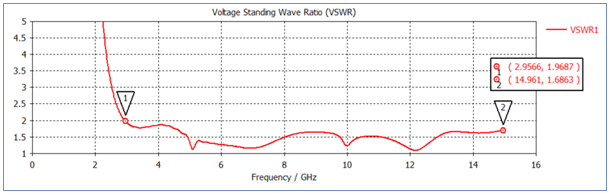 Voltage Standing Wave Ratio (VSWR)
5
4.5
4
3.5
3
2.5
2
1.5
1
0 2 4 6 8 10 12 14 16
Frequency / GHz
VSWR1
1 ( 2.9566, 1.9687 )
2 ( 14.961, 1.6863 )
1
2